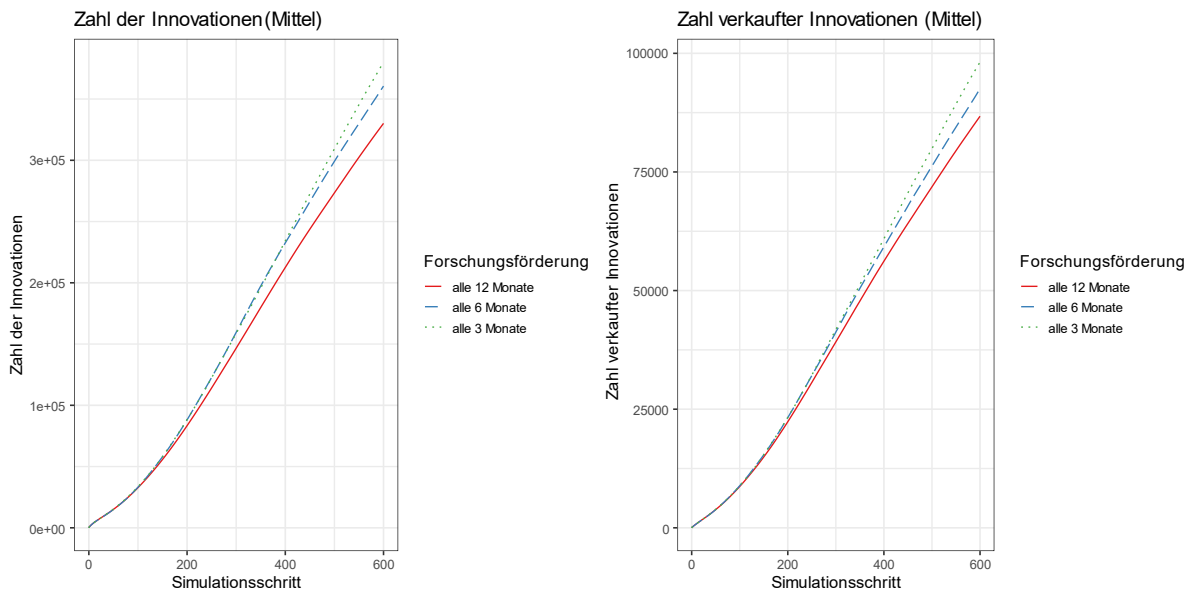 Zahl der Innovationen (Mittel)
3e+05
2e+05
1e+05
0e+00
Zahl der Innovationen
0
200
400
600
Simulationsschritt
Forschungsförderung
alle 12 Monate
alle 6 Monate
alle 3 Monate
Zahl verkaufter Innovationen (Mittel)
100000
75000
50000
25000
0
Zahl verkaufter Innovationen
0
200
400
600
Simulationsschritt
Forschungsförderung
alle 12 Monate
alle 6 Monate
alle 3 Monate